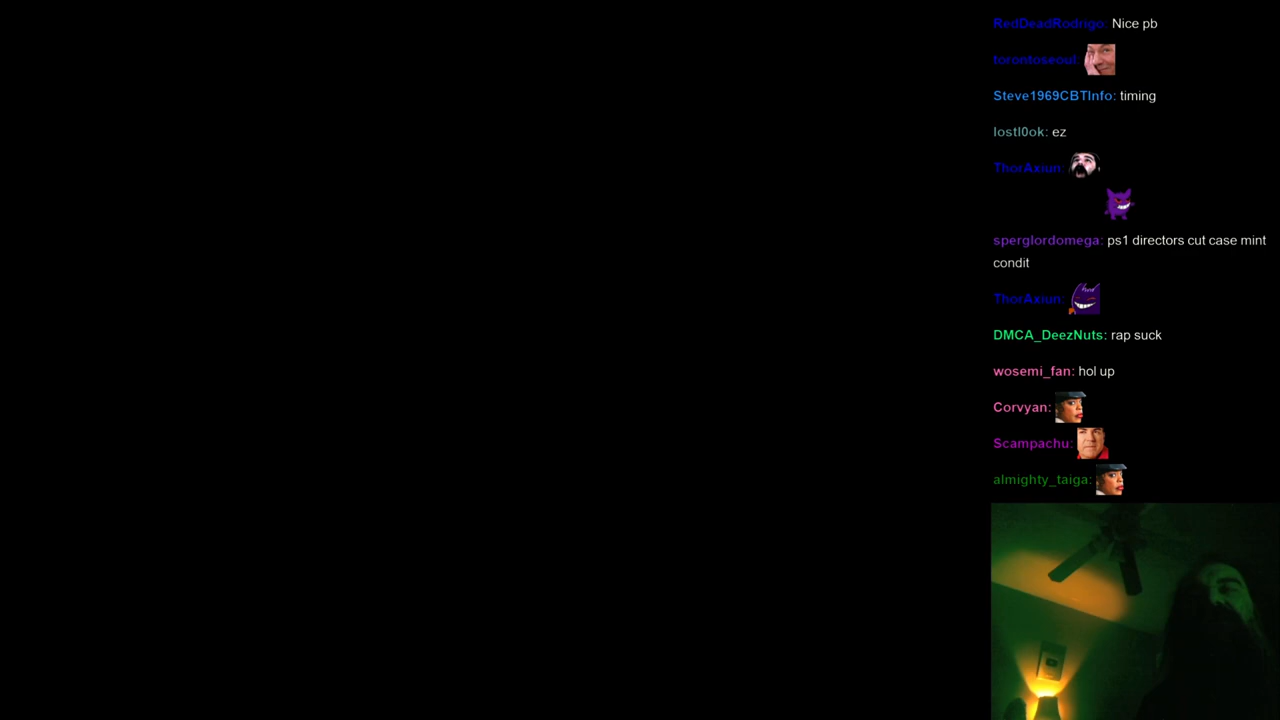 RedDeadRodrigo: Nice pb
torontoseoul:
Steve1969CBTInfo: timing
lostl0ok: ez
ThorAxiun:
sperglordomega: ps1 directors cut case mint
condit
ThorAxiun:
DMCA_DeezNuts: rap suck
wosemi_fan: hol up
Corvyan:
Scampachu:
almighty_taiga: